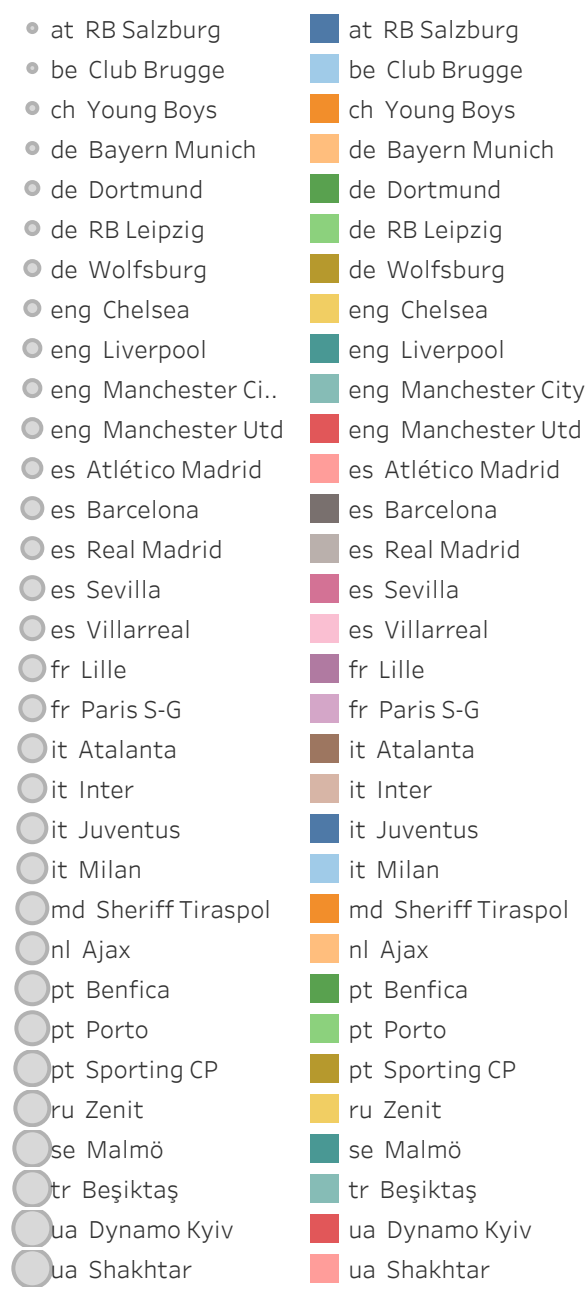 at RB Salzburg
be Club Brugge
ch Young Boys
de Bayern Munich
de Dortmund
de RB Leipzig
de Wolfsburg
eng Chelsea
eng Liverpool
eng Manchester Ci..
eng Manchester Utd
es Atlético Madrid
es Barcelona
es Real Madrid
es Sevilla
es Villarreal
fr Lille
fr Paris S-G
it Atalanta
it Inter
it Juventus
it Milan
md Sheriff Tiraspol
nl Ajax
pt Benfica
pt Porto
pt Sporting CP
ru Zenit
se Malmö
tr Beşiktaş
ua Dynamo Kyiv
ua Shakhtar
at RB Salzburg
be Club Brugge
ch Young Boys
de Bayern Munich
de Dortmund
de RB Leipzig
de Wolfsburg
eng Chelsea
eng Liverpool
eng Manchester City
eng Manchester Utd
es Atlético Madrid
es Barcelona
es Real Madrid
es Sevilla
es Villarreal
fr Lille
fr Paris S-G
it Atalanta
it Inter
it Juventus
it Milan
md Sheriff Tiraspol
nl Ajax
pt Benfica
pt Porto
pt Sporting CP
ru Zenit
se Malmö
tr Beşiktaş
ua Dynamo Kyiv
ua Shakhtar